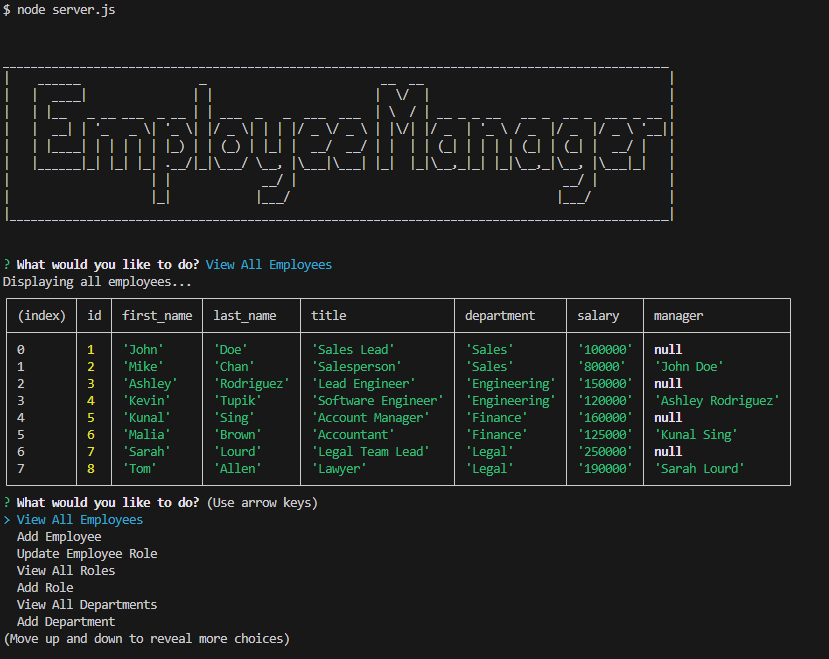 $ node server.js
Employee Manager
? What would you like to do? View All Employees
Displaying all employees...
(index) id first_name last_name title department salary manager
0 1 'John' 'Doe' 'Sales Lead' 'Sales' '100000' null
1 2 'Mike' 'Chan' 'Salesperson' 'Sales' '80000' 'John Doe'
2 3 'Ashley' 'Rodriguez' 'Lead Engineer' 'Engineering' '150000' null
3 4 'Kevin' 'Tupik' 'Software Engineer' 'Engineering' '120000' 'Ashley Rodriguez'
4 5 'Kunal' 'Sing' 'Account Manager' 'Finance' '160000' null
5 6 'Malia' 'Brown' 'Accountant' 'Finance' '125000' 'Kunal Sing'
6 7 'Sarah' 'Lourd' 'Legal Team Lead' 'Legal' '250000' null
7 8 'Tom' 'Allen' 'Lawyer' 'Legal' '190000' 'Sarah Lourd'
? What would you like to do? (Use arrow keys)
> View All Employees
Add Employee
Update Employee Role
View All Roles
Add Role
View All Departments
Add Department
(Move up and down to reveal more choices)